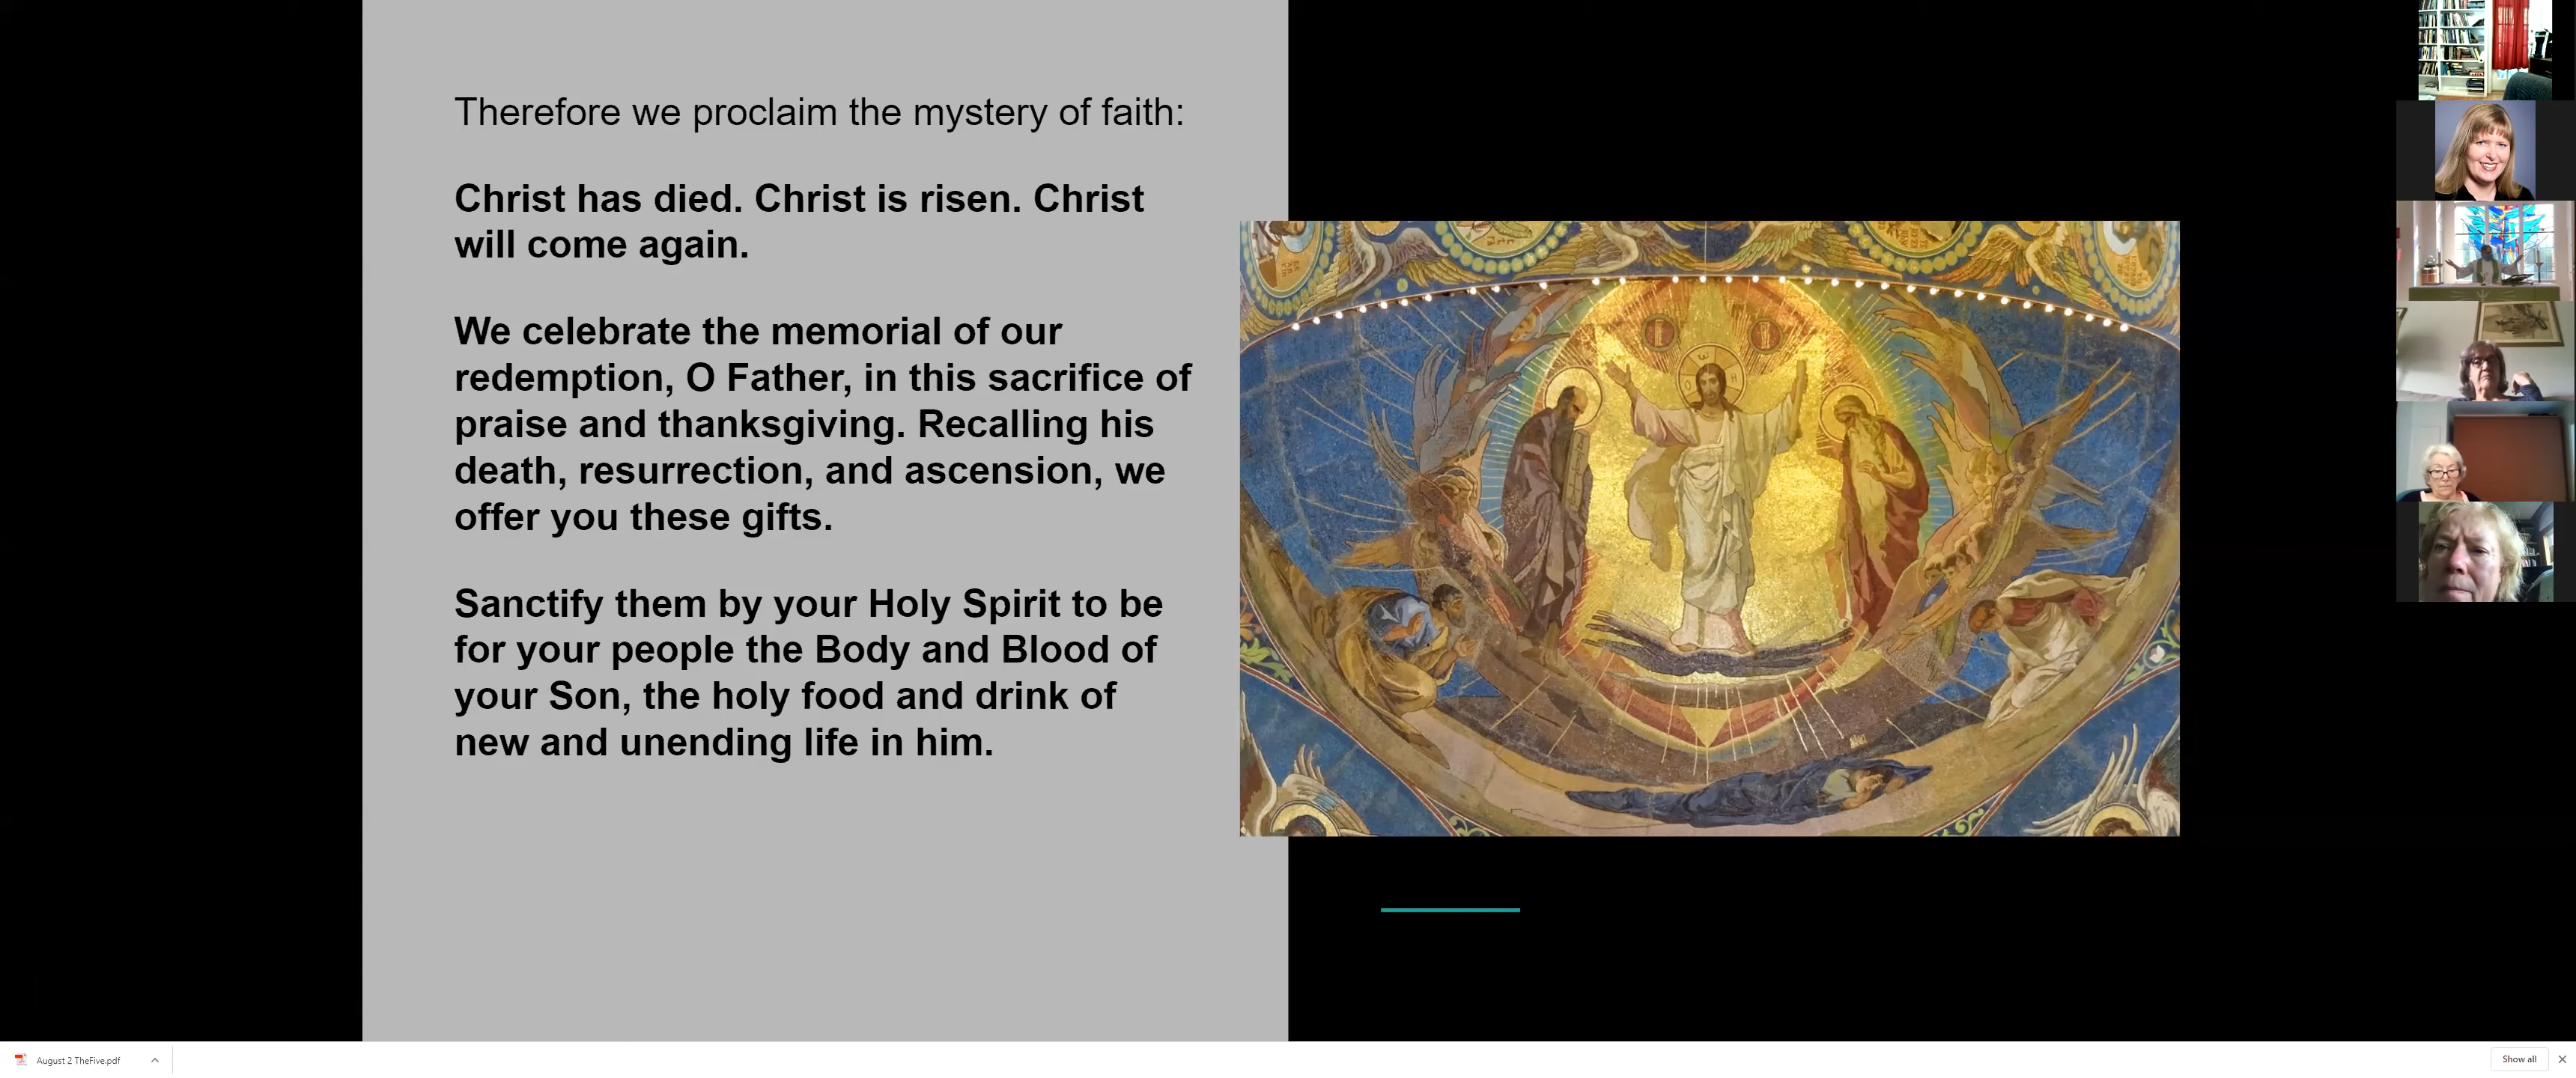 Therefore we proclaim the mystery of faith:
Christ has died. Christ is risen. Christ
will come again.
We celebrate the memorial of our
redemption, O Father, in this sacrifice of
praise and thanksgiving. Recalling his
death, resurrection, and ascension, we
offer you these gifts.
Sanctify them by your Holy Spirit to be
for your people the Body and Blood of
your Son, the holy food and drink of
new and unending life in him.
August 2 TheFive.pdf
Show all